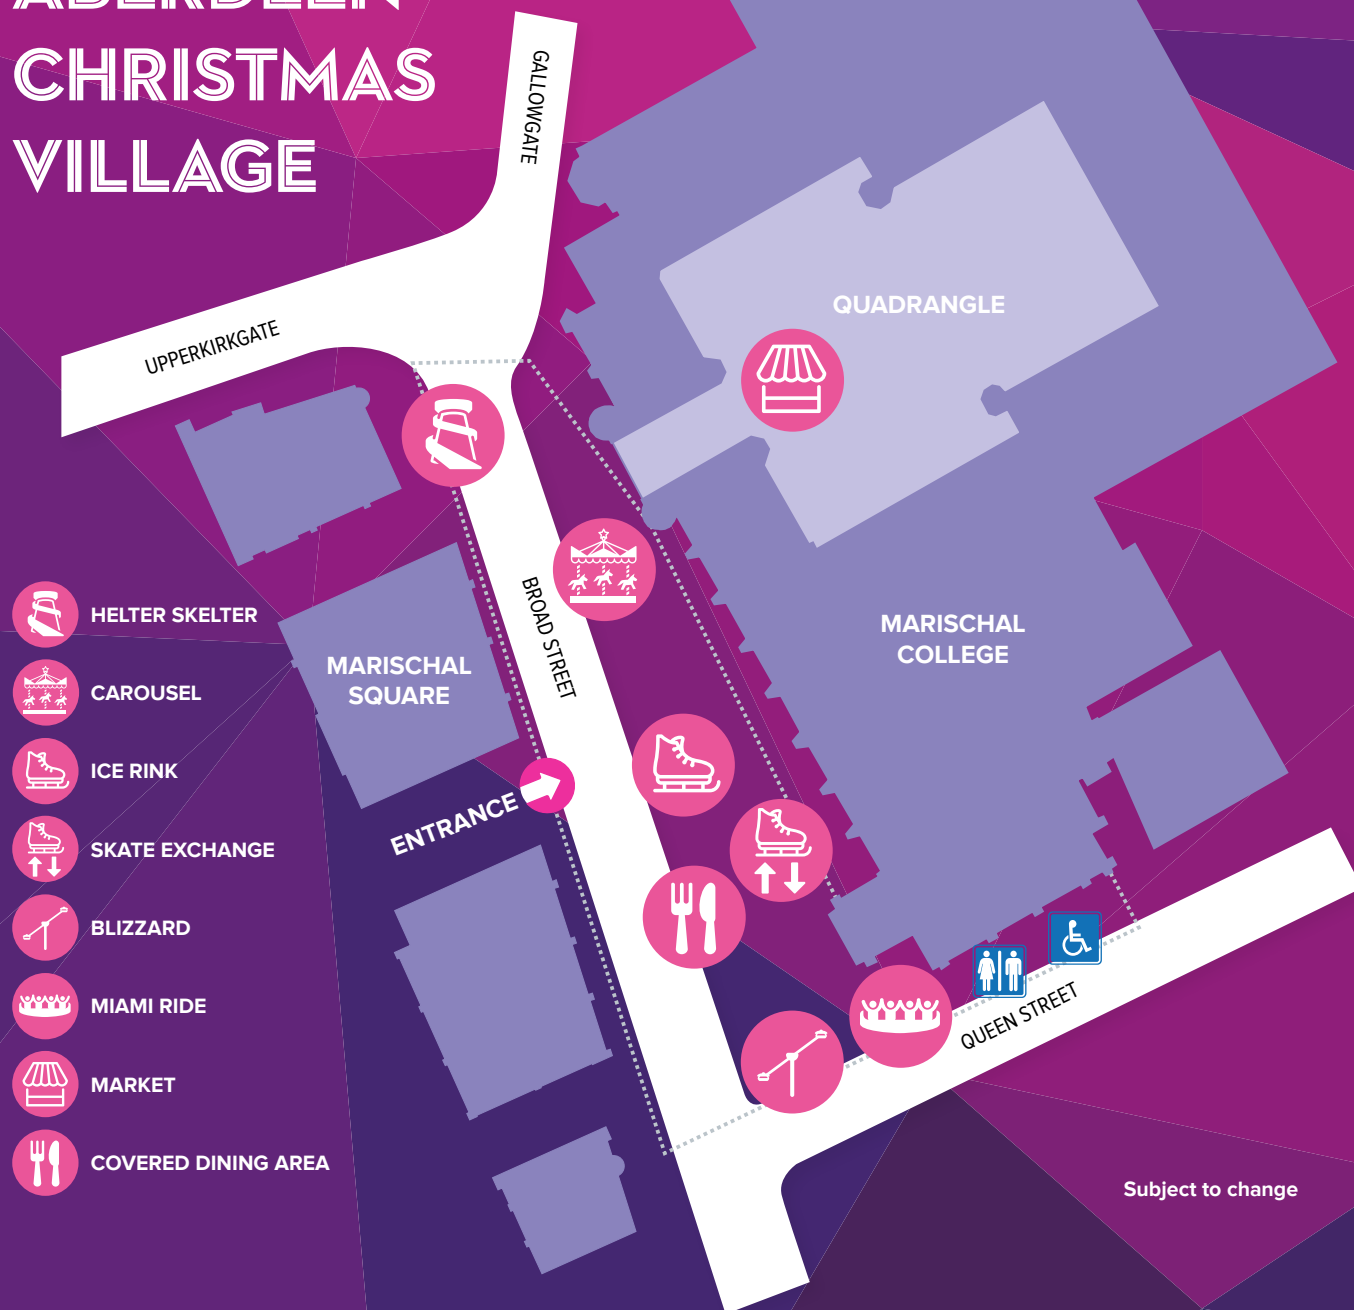 ABERDEEN
CHRISTMAS
VILLAGE
GALLOWGATE
UPPERKIRKGATE
QUADRANGLE
BROAD STREET
MARISCHAL
SQUARE
MARISCHAL
COLLEGE
ENTRANCE
QUEEN STREET
HELTER SKELTER
CAROUSEL
ICE RINK
SKATE EXCHANGE
BLIZZARD
MIAMI RIDE
MARKET
COVERED DINING AREA
Subject to change